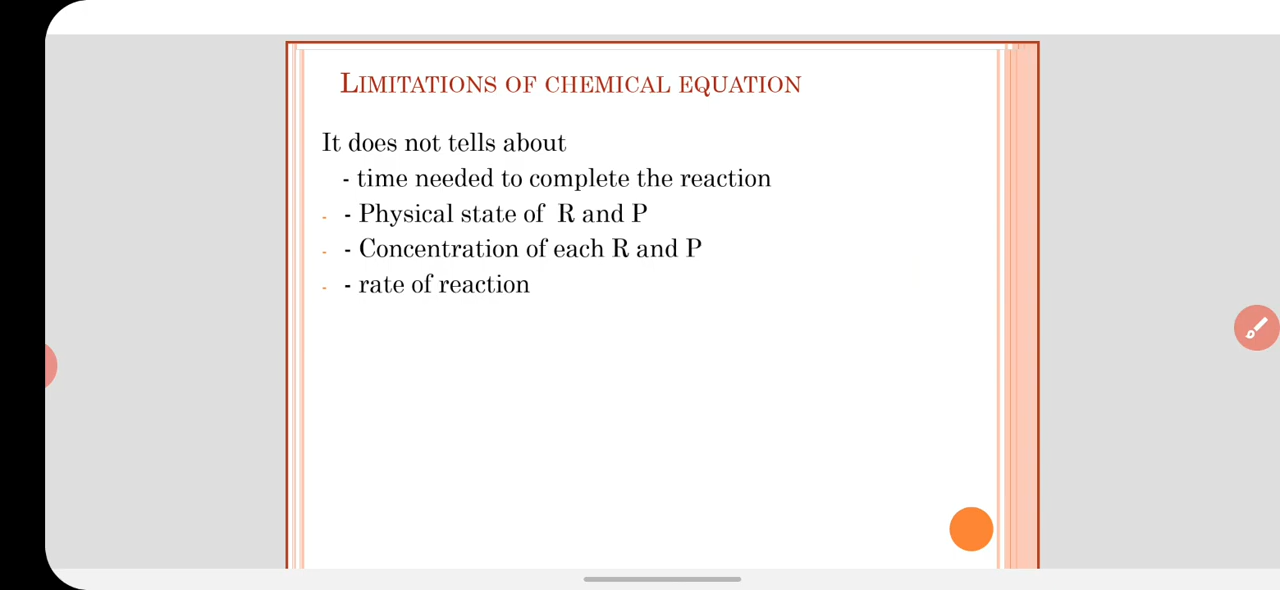 LIMITATIONS OF CHEMICAL EQUATION
It does not tells about
- time needed to complete the reaction
- - Physical state of R and P
- - Concentration of each R and P
- - rate of reaction